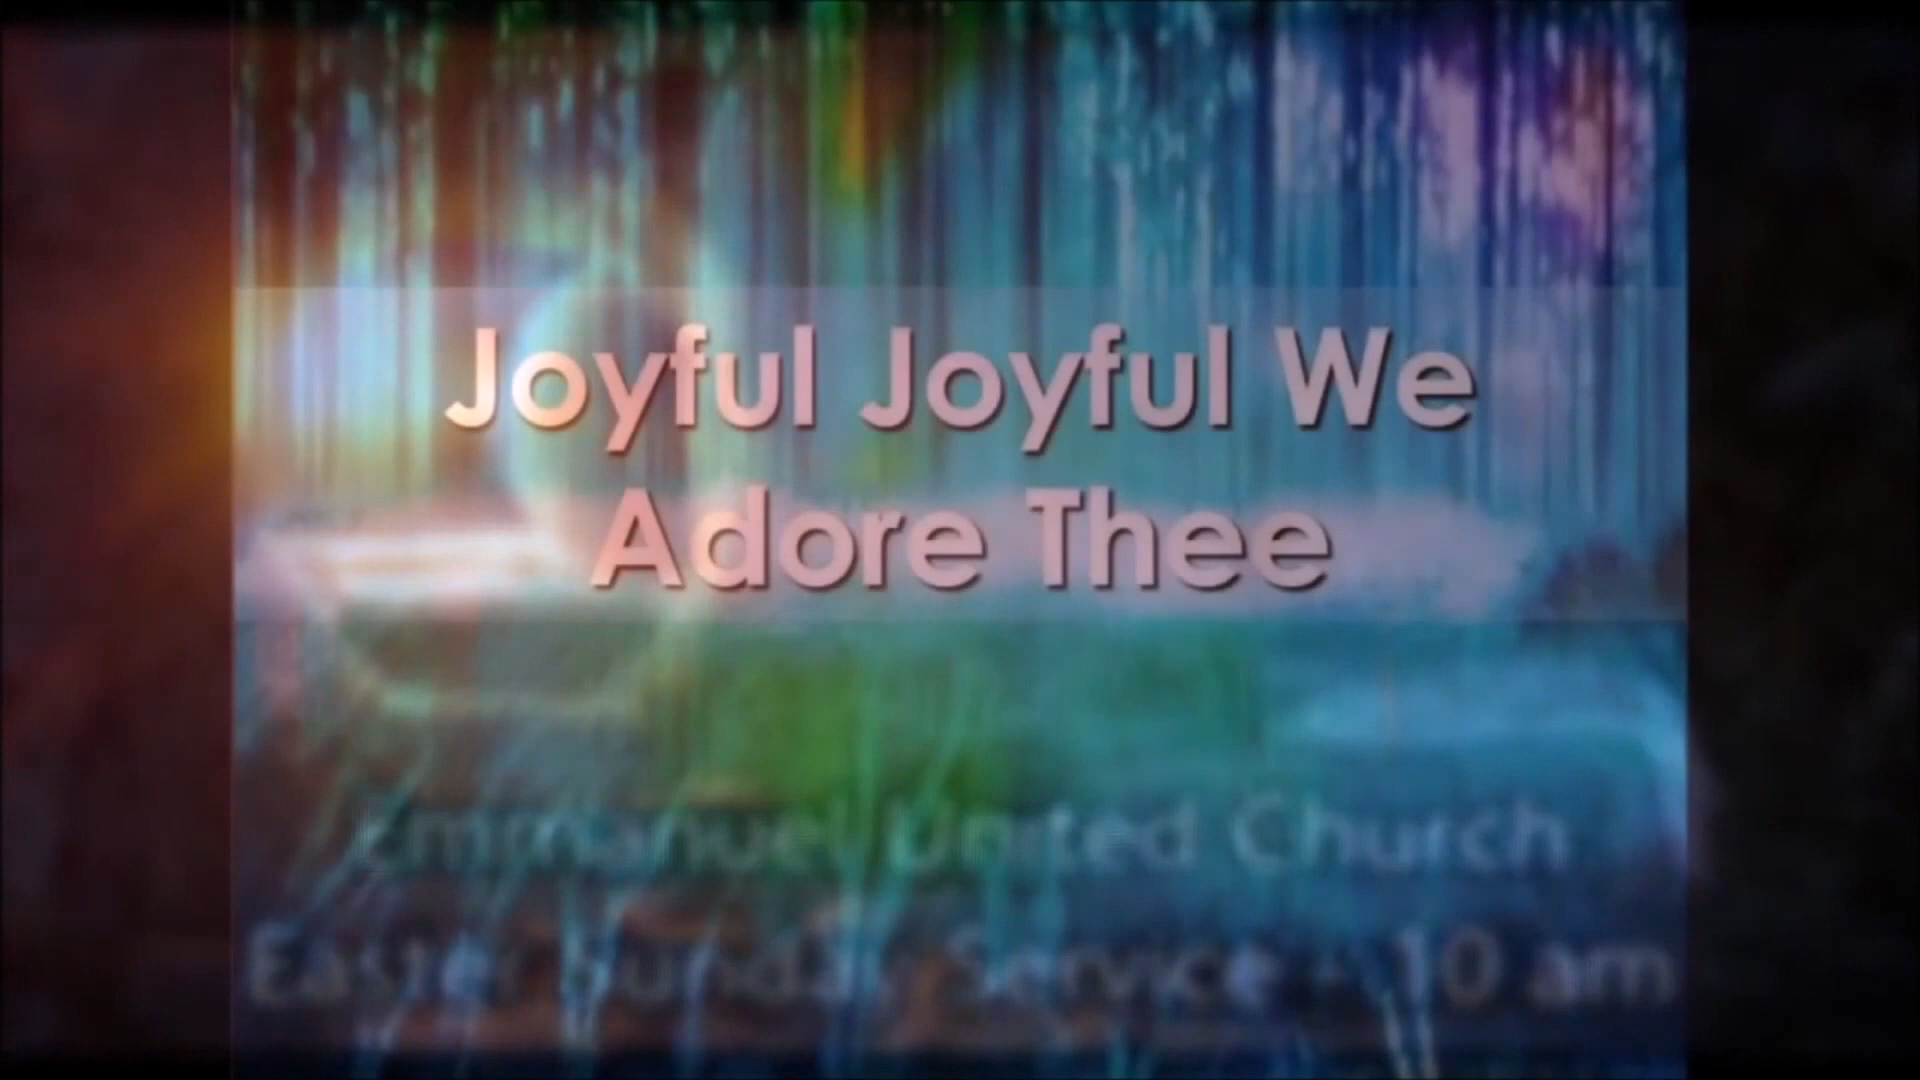 Joyful Joyful We
Adore Thee
Emmanuel United Church
Easter Sunday Service - 10 am